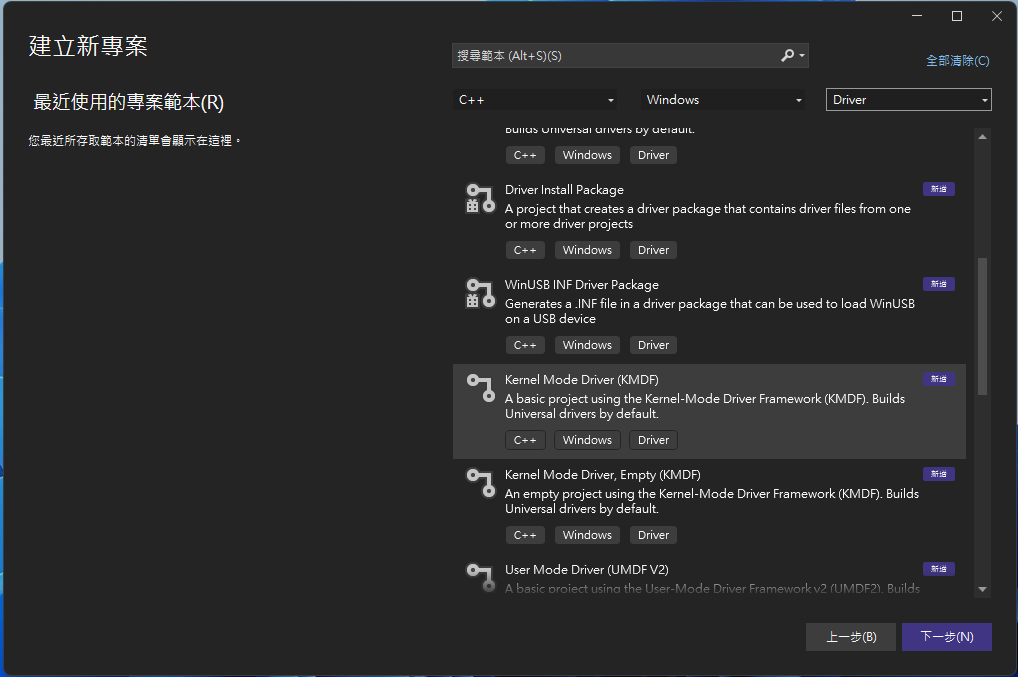 建立新專案
搜尋範本 (Alt+S)(S)
全部清除(C)
最近使用的專案範本(R)
您最近所存取範本的清單會顯示在這裡。
C++
Windows
Driver
Builds Universal drivers by default.
C++ Windows Driver
Driver Install Package
新增
A project that creates a driver package that contains driver files from one
or more driver projects
C++ Windows Driver
WinUSB INF Driver Package
新增
Generates a .INF file in a driver package that can be used to load WinUSB
on a USB device
C++ Windows Driver
Kernel Mode Driver (KMDF)
新增
A basic project using the Kernel-Mode Driver Framework (KMDF). Builds
Universal drivers by default.
C++ Windows Driver
Kernel Mode Driver, Empty (KMDF)
新增
An empty project using the Kernel-Mode Driver Framework (KMDF). Builds
Universal drivers by default.
C++ Windows Driver
User Mode Driver (UMDF V2)
新增
A basic project using the User-Mode Driver Framework v2 (UMDF2). Builds
上一步(B)
下一步(N)